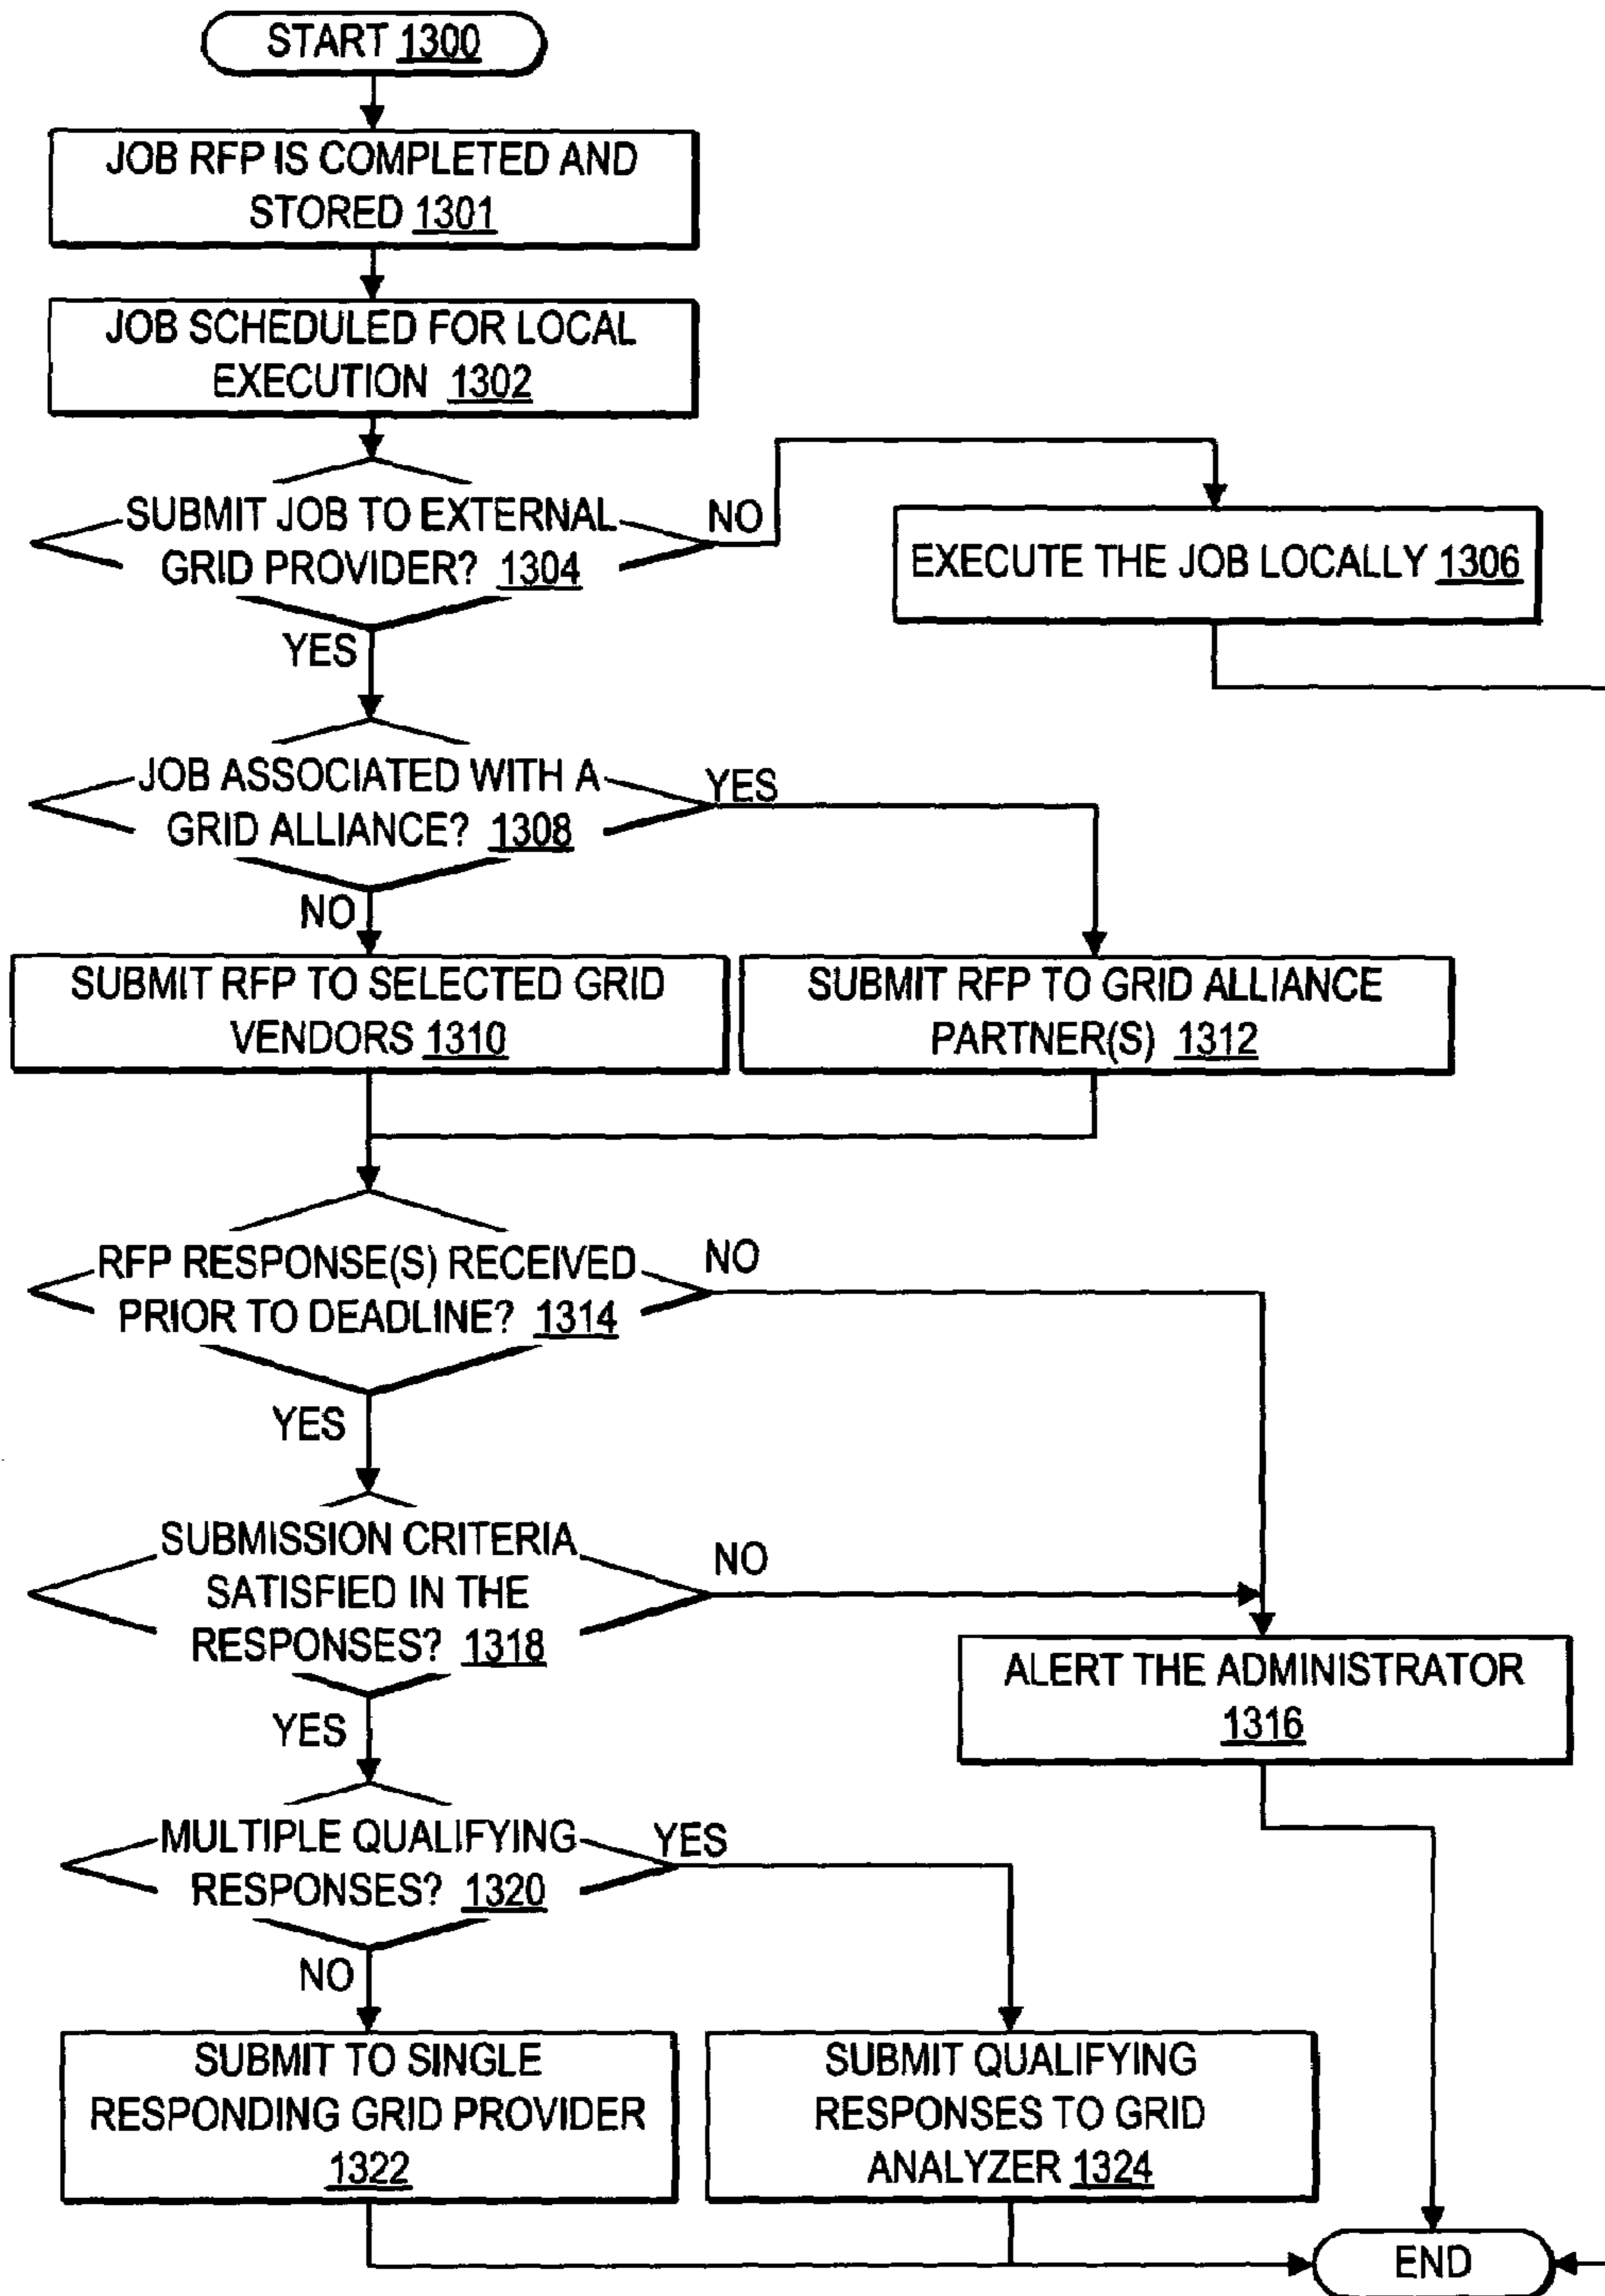 START 1300
JOB RFP IS COMPLETED AND
STORED 1301
JOB SCHEDULED FOR LOCAL
EXECUTION 1302
SUBMIT JOB TO EXTERNAL
GRID PROVIDER? 1304
NO
EXECUTE THE JOB LOCALLY 1306
YES
JOB ASSOCIATED WITH A
GRID ALLIANCE? 1308
YES
NO
SUBMIT RFP TO SELECTED GRID
VENDORS 1310
SUBMIT RFP TO GRID ALLIANCE
PARTNER(S) 1312
RFP RESPONSE(S) RECEIVED
PRIOR TO DEADLINE? 1314
NO
YES
SUBMISSION CRITERIA
SATISFIED IN THE
RESPONSES? 1318
NO
ALERT THE ADMINISTRATOR
1316
YES
MULTIPLE QUALIFYING
RESPONSES? 1320
YES
NO
SUBMIT TO SINGLE
RESPONDING GRID PROVIDER
1322
SUBMIT QUALIFYING
RESPONSES TO GRID
ANALYZER 1324
END